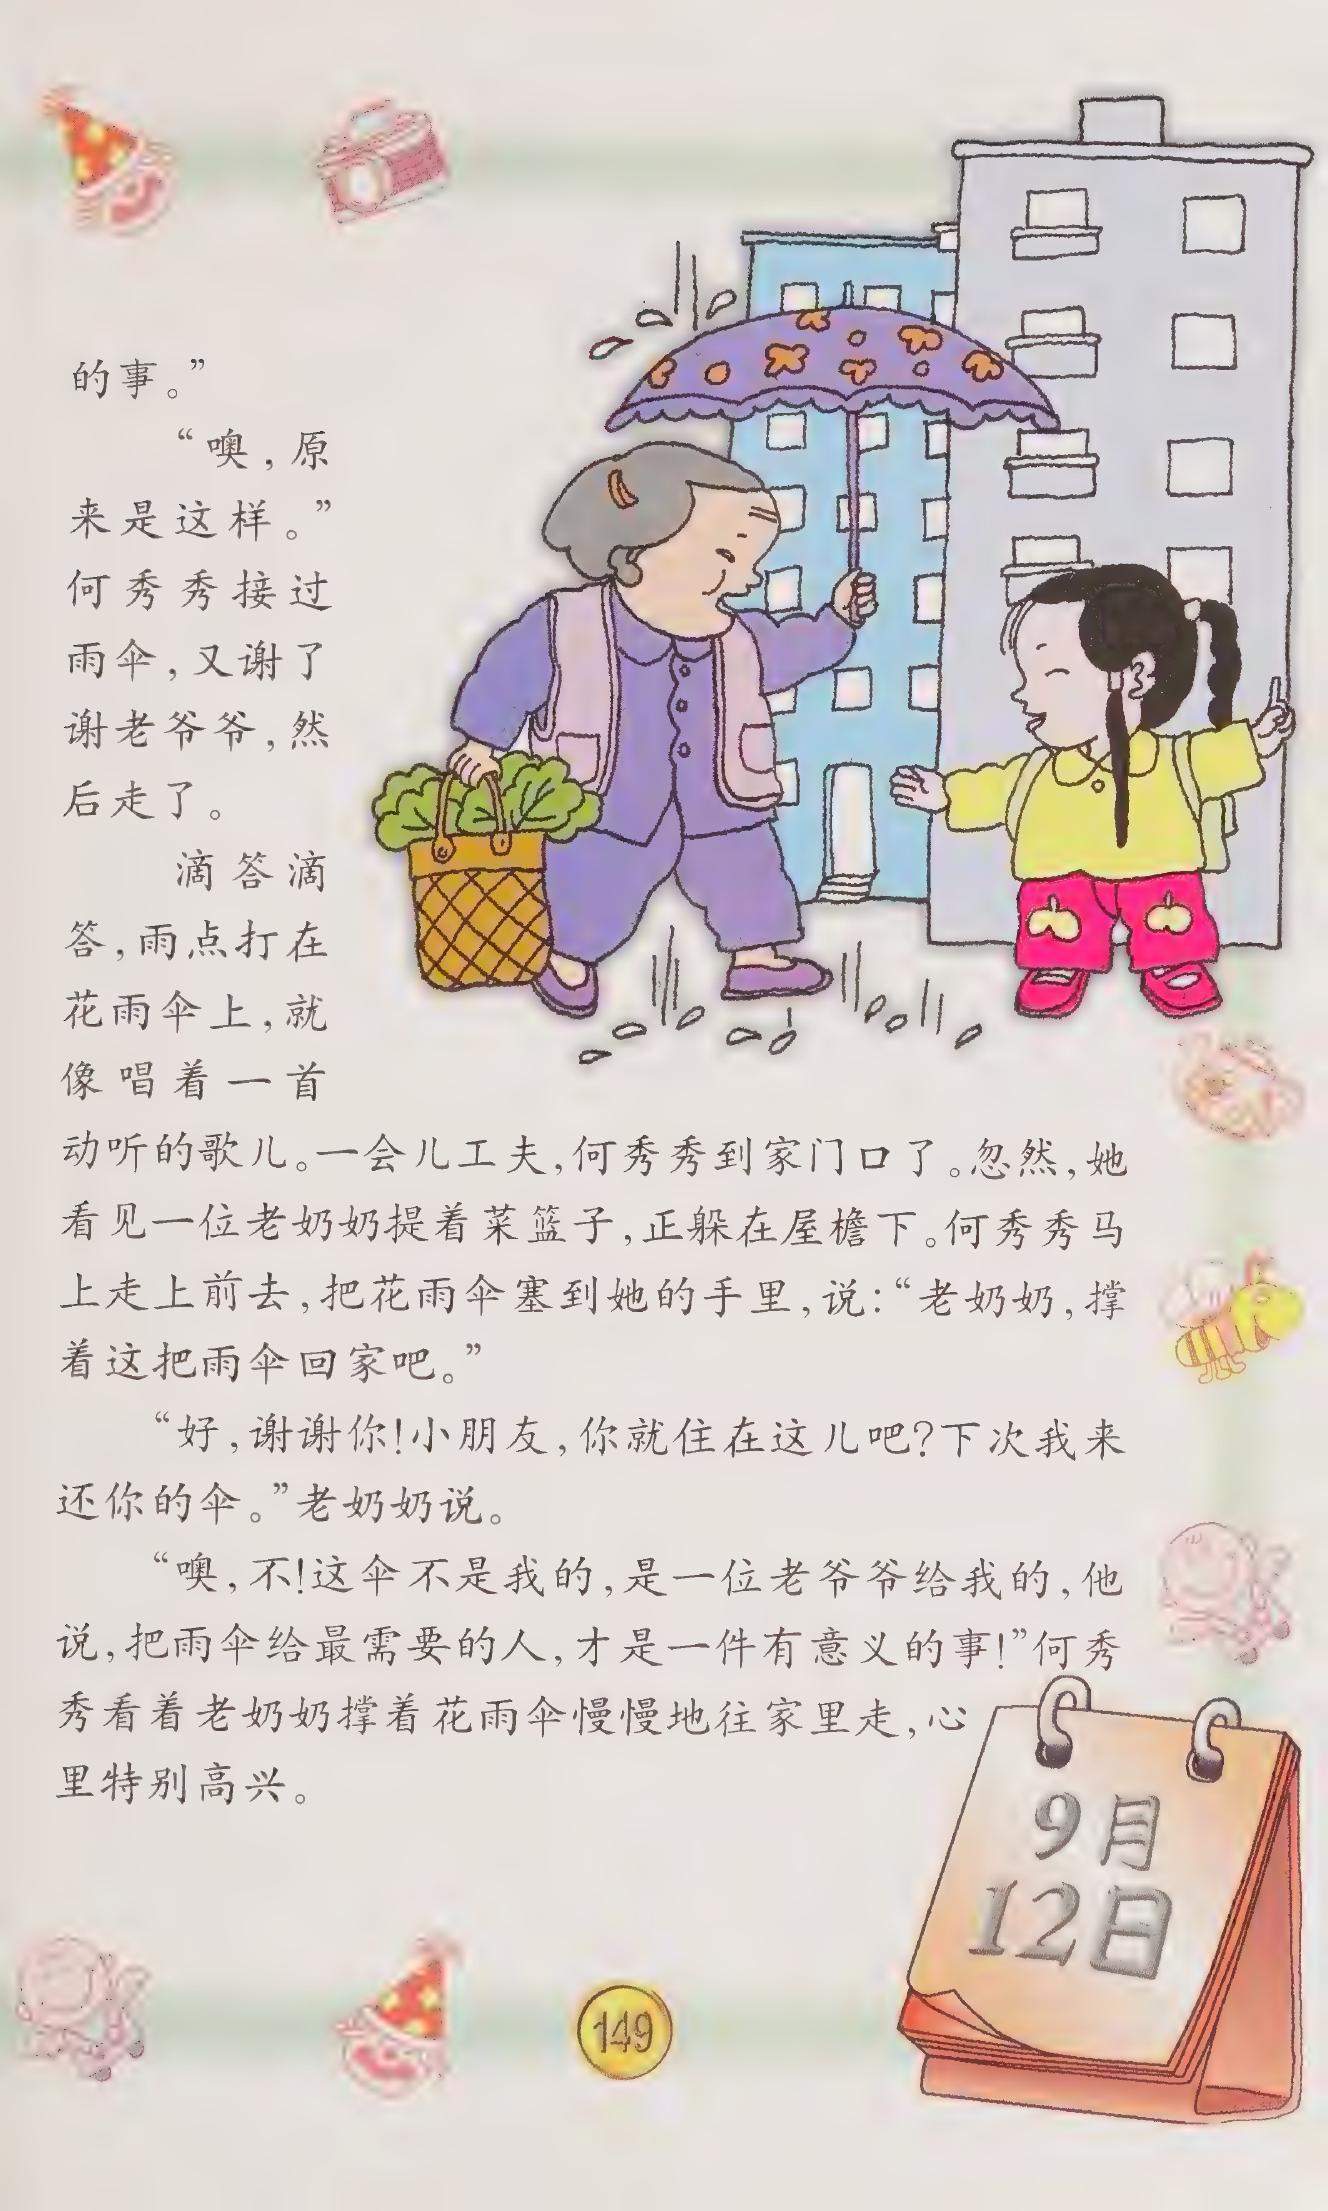 的事。”
“噢，原
来是这样。”
何秀秀接过
雨伞，又谢了
谢老爷爷，然
后走了。
滴答滴
答，雨点打在
花雨伞上，就
像唱着一首
动听的歌儿。一会儿工夫，何秀秀到家门口了。忽然，她
看见一位老奶奶提着菜篮子，正躲在屋檐下。何秀秀马
上走上前去，把花雨伞塞到她的手里，说：“老奶奶，撑
着这把雨伞回家吧。”
“好，谢谢你！小朋友，你就住在这儿吧？下次我来
还你的伞。”老奶奶说。
“噢，不！这伞不是我的，是一位老爷爷给我的，他
说，把雨伞给最需要的人，才是一件有意义的事！”何秀
秀看着老奶奶撑着花雨伞慢慢地往家里走，心
里特别高兴。
9月
12日
149